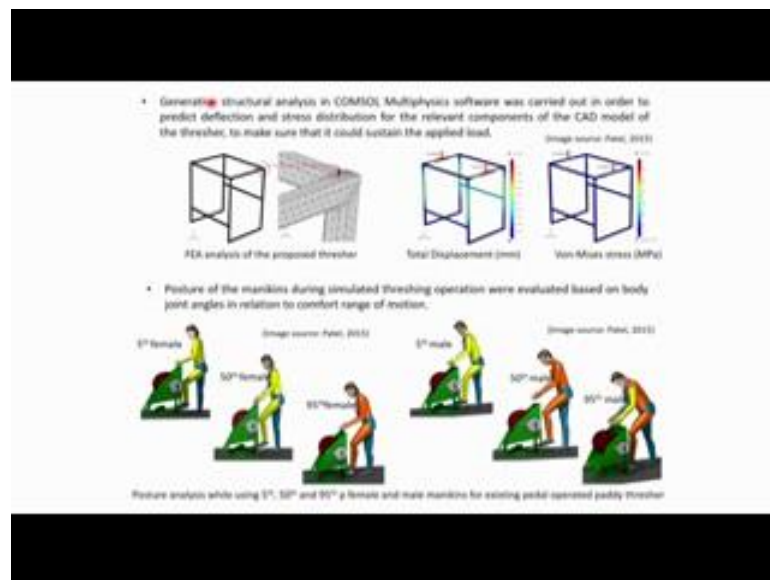 • Generative structural analysis in COMSOL Multiphysics software was carried out in order to
predict deflection and stress distribution for the relevant components of the CAD model of
the thresher, to make sure that it could sustain the applied load.
(Image source: Patel, 2015)
FEA analysis of the proposed thresher
Total Displacement (mm)
Von-Mises stress (MPa)
• Posture of the manikins during simulated threshing operation were evaluated based on body
joint angles in relation to comfort range of motion.
(Image source: Patel, 2015)
(Image source: Patel, 2015)
5th female
50th female
95th female
5th male
50th male
95th male
Posture analysis while using 5th, 50th and 95th p female and male manikins for existing pedal operated paddy thresher